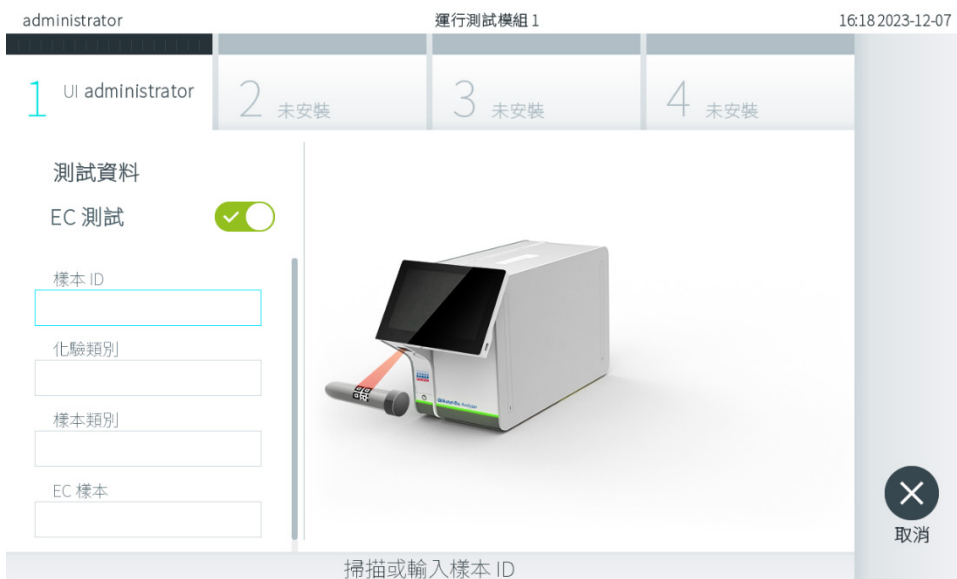 administrator
運行測試模組 1
16:18 2023-12-07
1 UI administrator
2 未安裝
3 未安裝
4 未安裝
測試資料
EC 測試
樣本 ID
化驗類別
樣本類別
EC 樣本
取消
掃描或輸入樣本 ID